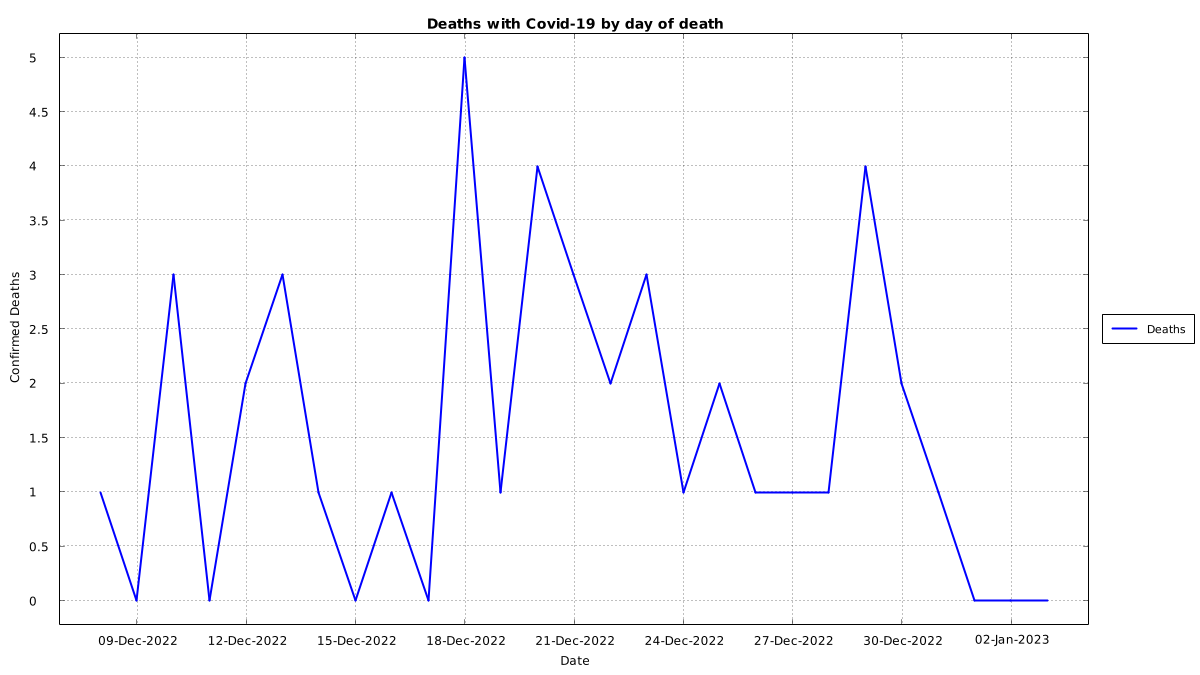 Deaths with Covid-19 by day of death
5
4.5
4
3.5
3
2.5
2
1.5
1
0.5
0
Confirmed Deaths
09-Dec-2022 12-Dec-2022 15-Dec-2022 18-Dec-2022 21-Dec-2022 24-Dec-2022 27-Dec-2022 30-Dec-2022 02-Jan-2023
Date
Deaths